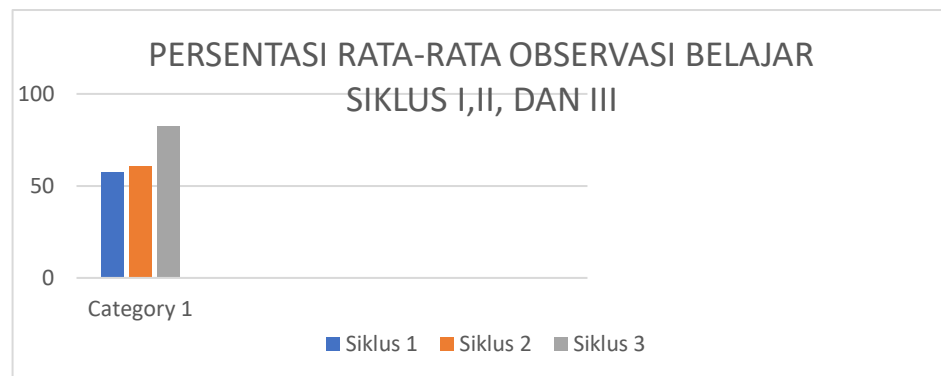 PERSENTASI RATA-RATA OBSERVASI BELAJAR
SIKLUS I,II, DAN III
100
50
0
Category 1
Siklus 1 Siklus 2 Siklus 3